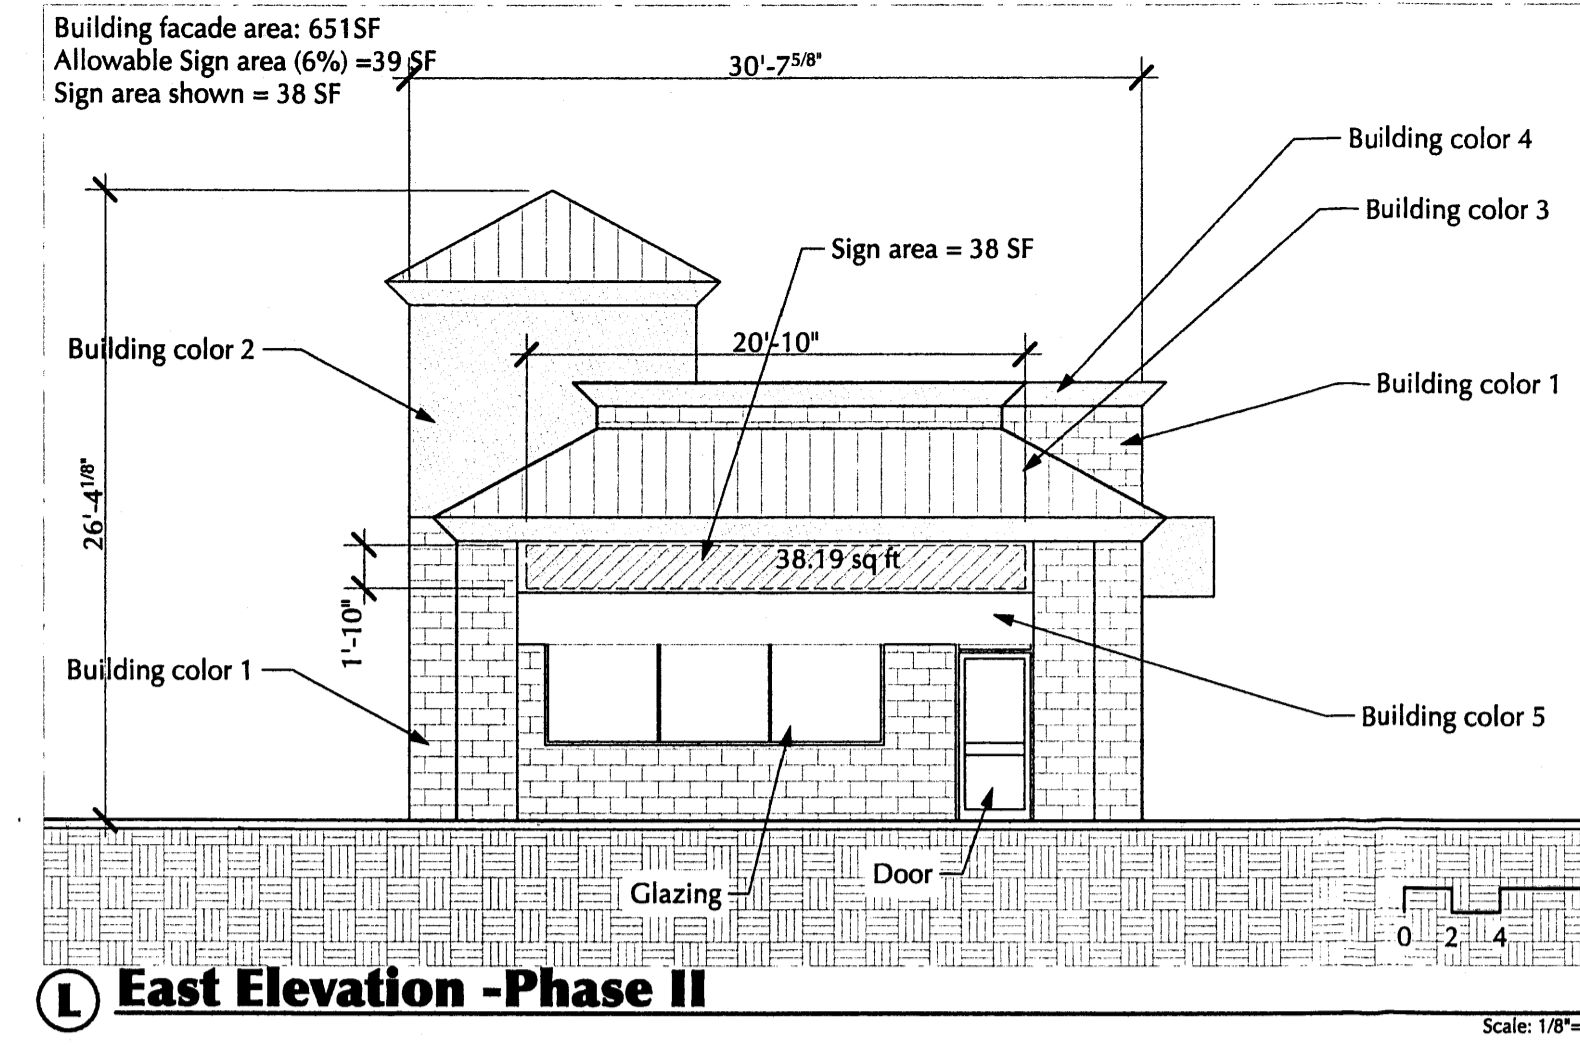 Building facade area: 651SF
Allowable Sign area (6%) =39 SF
Sign area shown = 38 SF
30'-7 5/8"
Building color 4
Building color 3
Sign area = 38 SF
20'-10"
Building color 2
Building color 1
26'-4 1/8"
38.19 sq ft
1'-10"
Building color 1
Building color 5
Door
Glazing
0 2 4
L East Elevation -Phase II
Scale: 1/8"=